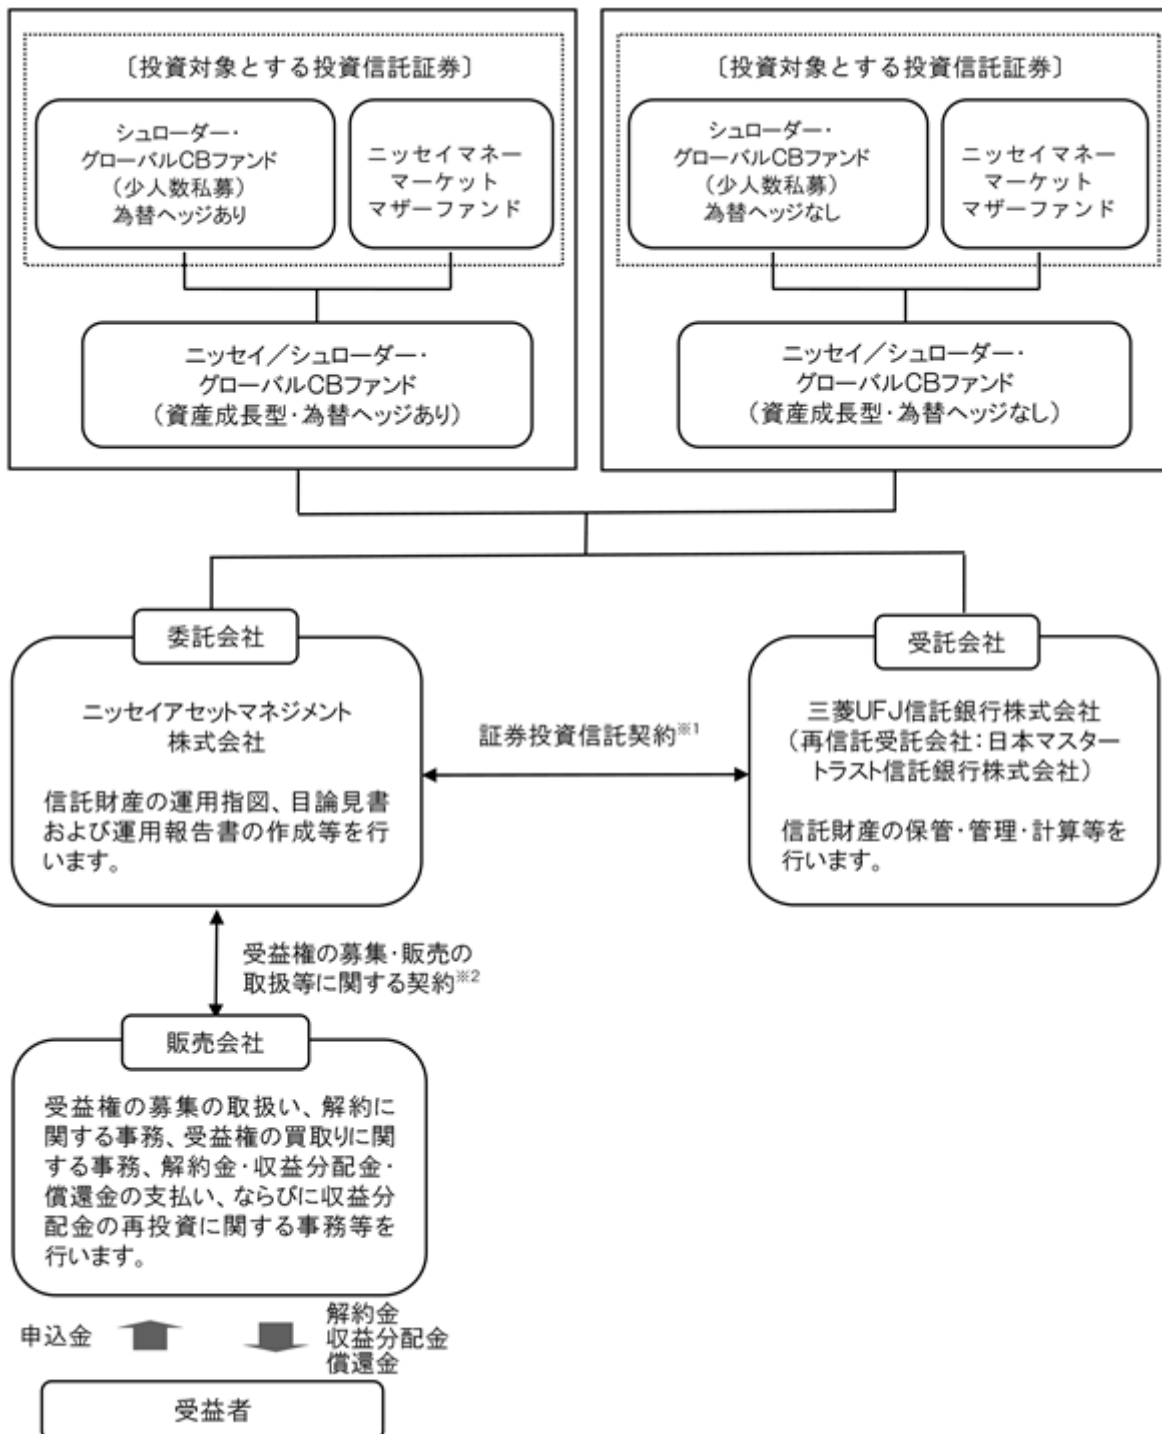 〔投資対象とする投資信託証券〕
シュローダー・
グローバルCBファンド
（少人数私募）
為替ヘッジあり
ニッセイマネー
マーケット
マザーファンド
ニッセイ／シュローダー・
グローバルCBファンド
（資産成長型・為替ヘッジあり）
〔投資対象とする投資信託証券〕
シュローダー・
グローバルCBファンド
（少人数私募）
為替ヘッジなし
ニッセイマネー
マーケット
マザーファンド
ニッセイ／シュローダー・
グローバルCBファンド
（資産成長型・為替ヘッジなし）
委託会社
ニッセイアセットマネジメント
株式会社
信託財産の運用指図、目論見書
および運用報告書の作成等を行
います。
証券投資信託契約※1
受託会社
三菱UFJ信託銀行株式会社
（再信託受託会社：日本マスター
トラスト信託銀行株式会社）
信託財産の保管・管理・計算等を
行います。
受益権の募集・販売の
取扱等に関する契約※2
販売会社
受益権の募集の取扱い、解約に
関する事務、受益権の買取りに関
する事務、解約金・収益分配金・
償還金の支払い、ならびに収益分
配金の再投資に関する事務等を
行います。
申込金
解約金
収益分配金
償還金
受益者